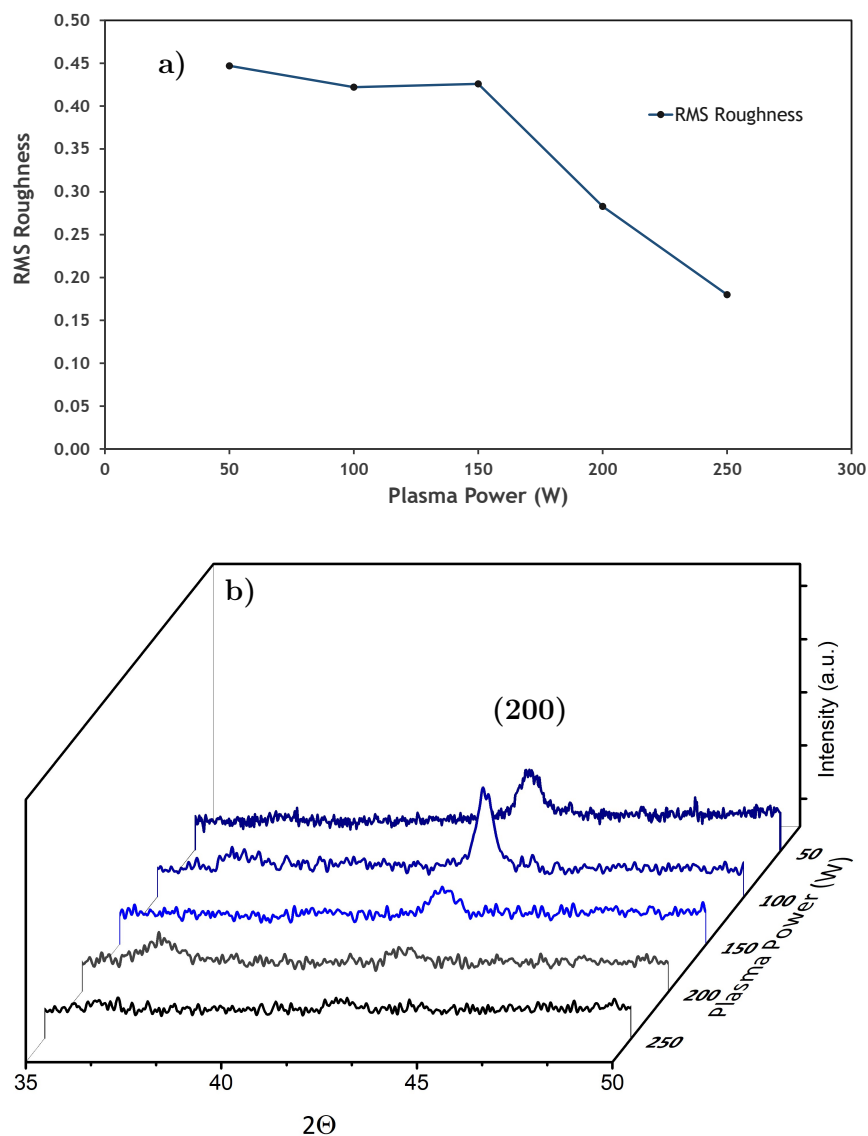 a)
0.50
0.45
0.40
0.35
0.30
0.25
0.20
0.15
0.10
0.05
0.00
RMS Roughness
RMS Roughness
0 50 100 150 200 250 300
Plasma Power (W)
b)
(200)
Intensity (a.u.)
50
100
150
200
250
Plasma Power (W)
35 40 45 50
2Θ